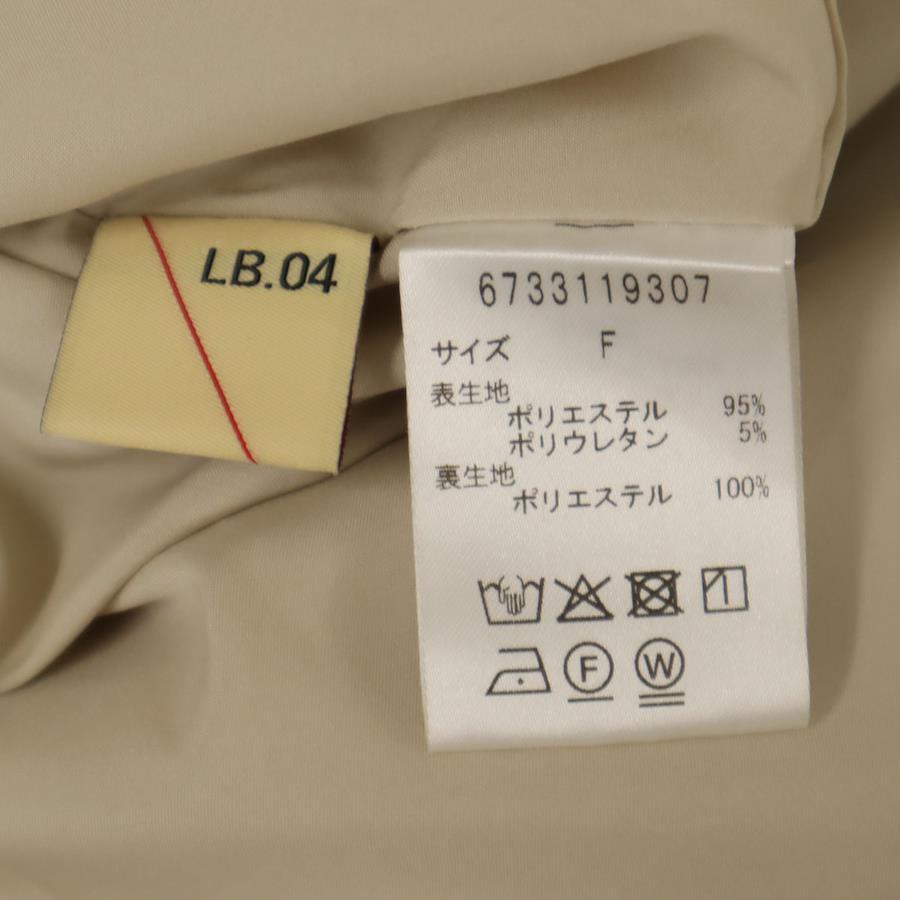 LB.04
6733119307
サイズ F
表生地
ポリエステル 95%
ポリウレタン 5%
裏生地
ポリエステル 100%
F W